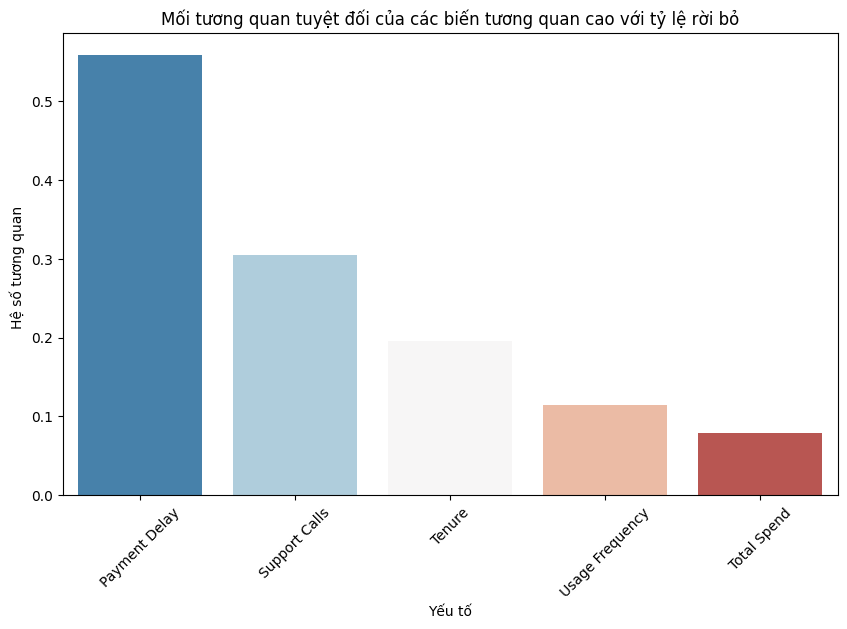 Mối tương quan tuyệt đối của các biến tương quan cao với tỷ lệ rời bỏ
Hệ số tương quan
0.5
0.4
0.3
0.2
0.1
0.0
Payment Delay
Support Calls
Tenure
Usage Frequency
Total Spend
Yếu tố